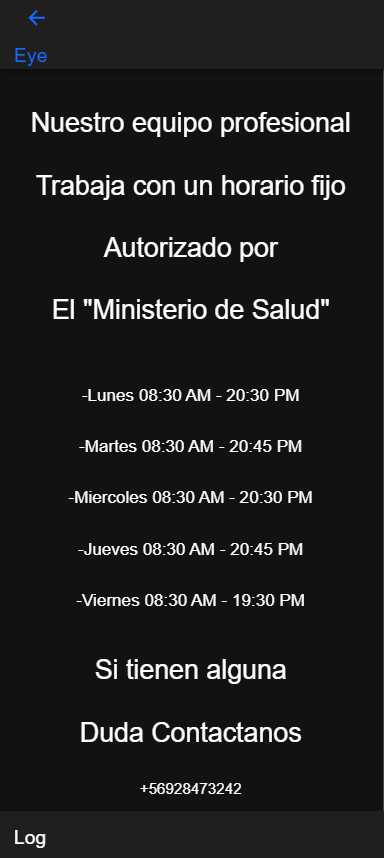 Eye
Nuestro equipo profesional
Trabaja con un horario fijo
Autorizado por
El "Ministerio de Salud"
-Lunes 08:30 AM - 20:30 PM
-Martes 08:30 AM - 20:45 PM
-Miercoles 08:30 AM - 20:30 PM
-Jueves 08:30 AM - 20:45 PM
-Viernes 08:30 AM - 19:30 PM
Si tienen alguna
Duda Contactanos
+56928473242
Log